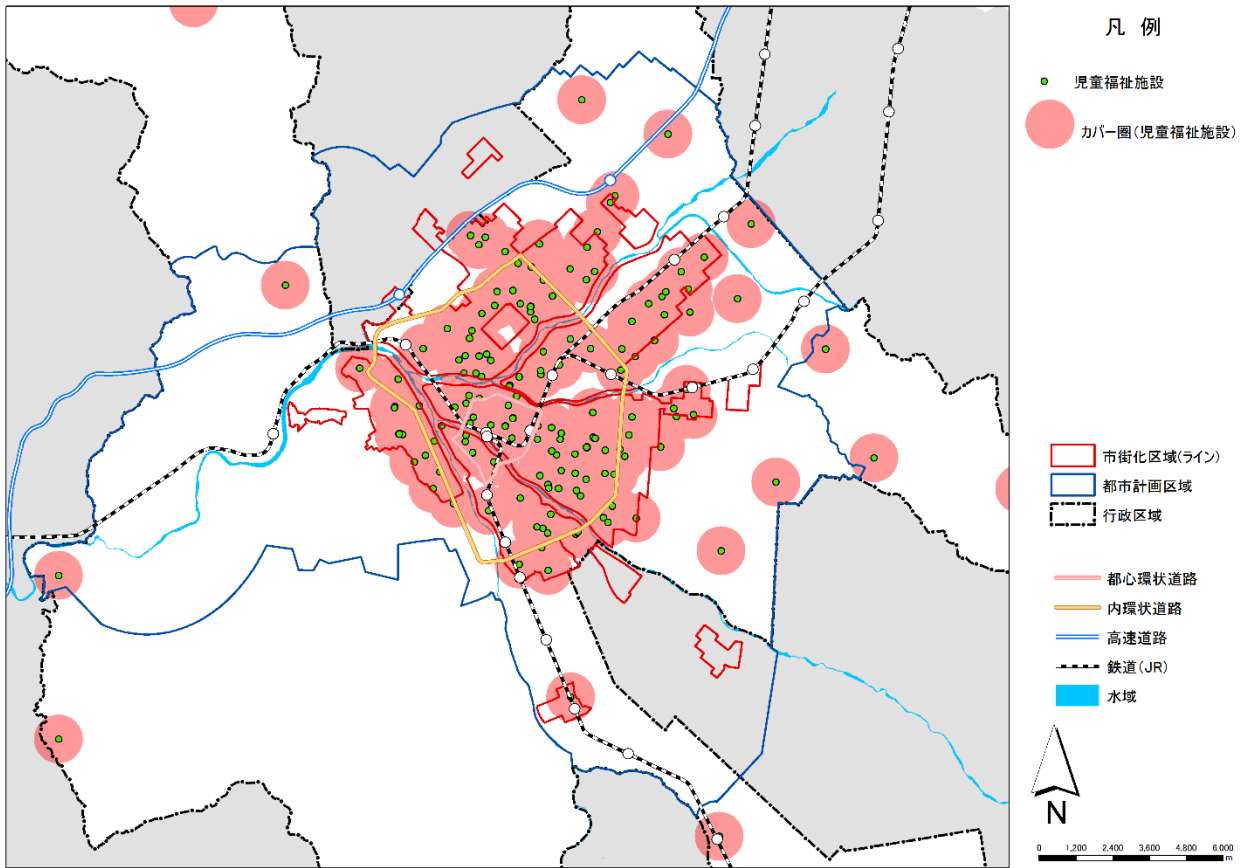 凡 例
児童福祉施設
カバー圏(児童福祉施設)
市街化区域(ライン)
都市計画区域
行政区域
都心環状道路
内環状道路
高速道路
鉄道(JR)
水域
N
0 1,200 2,400 3,600 4,800 6,000
m